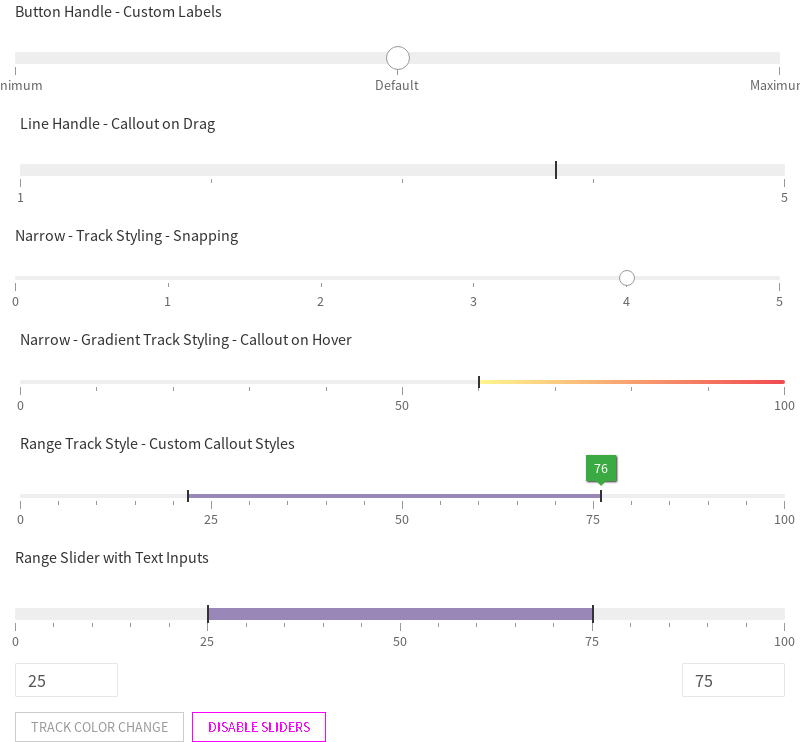 Button Handle - Custom Labels
nimum Default Maximur
Line Handle - Callout on Drag
1 5
Narrow - Track Styling - Snapping
0 1 2 3 4 5
Narrow - Gradient Track Styling - Callout on Hover
0 50 100
Range Track Style - Custom Callout Styles
76
0 25 50 75 100
Range Slider with Text Inputs
0 25 50 75 100
25 75
TRACK COLOR CHANGE DISABLE SLIDERS